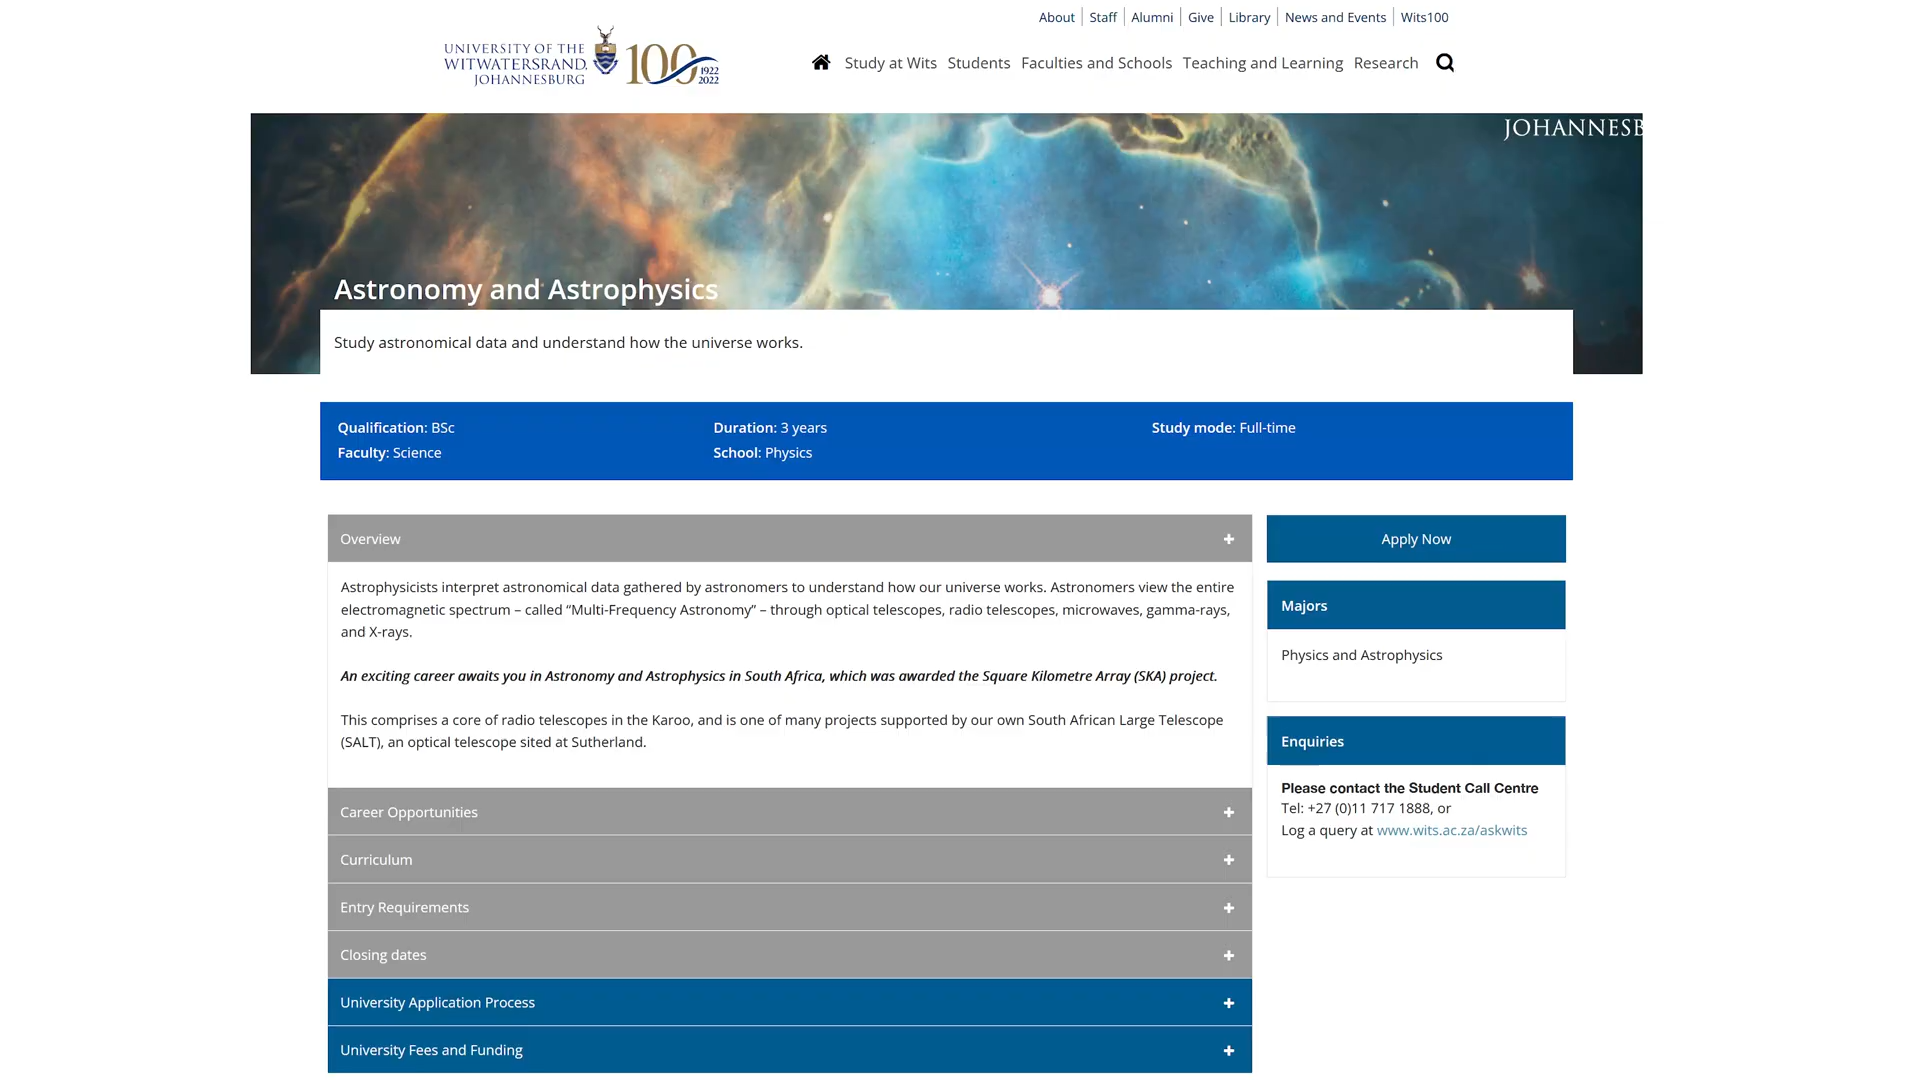 About
Staff
Alumni
Give
Library
News and Events
Wits100
UNIVERSITY OF THE
WITWATERSRAND,
JOHANNESBURG
100
1922
2022
Study at Wits
Students
Faculties and Schools
Teaching and Learning
Research
JOHANNESB
Astronomy and Astrophysics
Study astronomical data and understand how the universe works.
Qualification: BSc
Duration: 3 years
Study mode: Full-time
Faculty: Science
School: Physics
Overview
Astrophysicists interpret astronomical data gathered by astronomers to understand how our universe works. Astronomers view the entire
electromagnetic spectrum – called “Multi-Frequency Astronomy” – through optical telescopes, radio telescopes, microwaves, gamma-rays,
and X-rays.
An exciting career awaits you in Astronomy and Astrophysics in South Africa, which was awarded the Square Kilometre Array (SKA) project.
This comprises a core of radio telescopes in the Karoo, and is one of many projects supported by our own South African Large Telescope
(SALT), an optical telescope sited at Sutherland.
Career Opportunities
Curriculum
Entry Requirements
Closing dates
University Application Process
University Fees and Funding
Apply Now
Majors
Physics and Astrophysics
Enquiries
Please contact the Student Call Centre
Tel: +27 (0)11 717 1888, or
Log a query at www.wits.ac.za/askwits